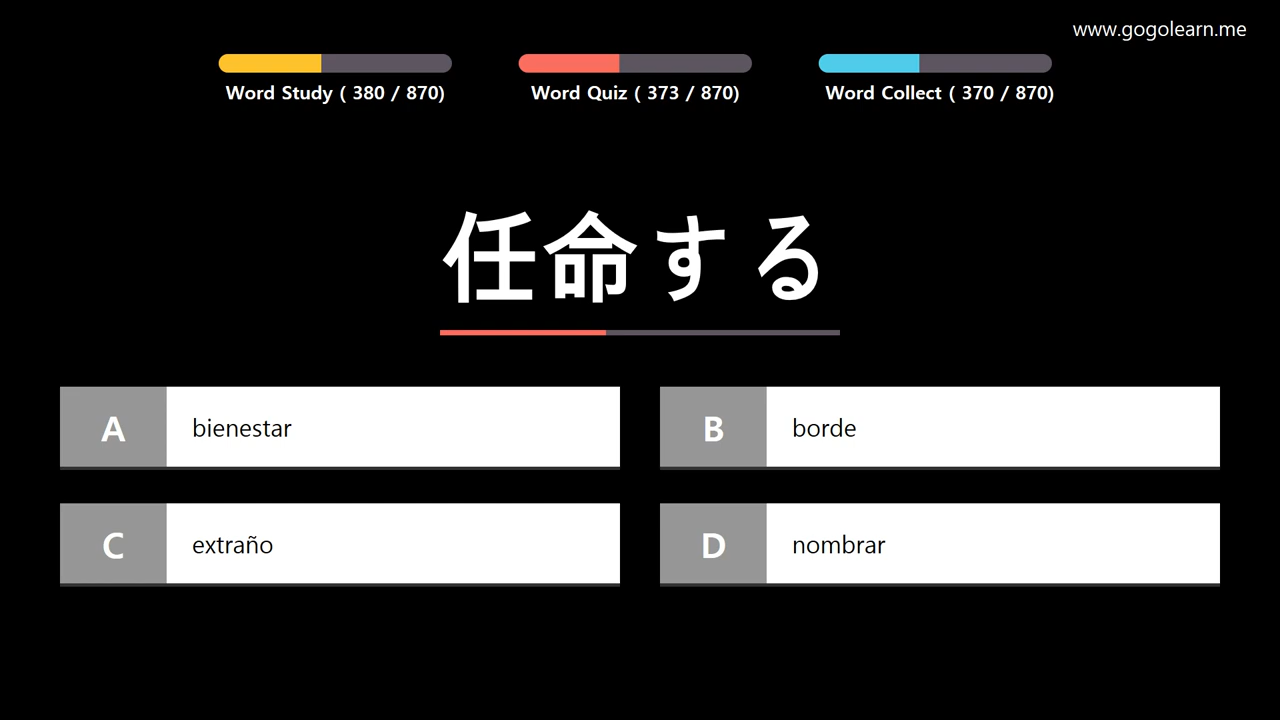 www.gogolearn.me
Word Study ( 380 / 870)
Word Quiz ( 373 / 870)
Word Collect ( 370 / 870)
任命する
A bienestar
B borde
C extraño
D nombrar